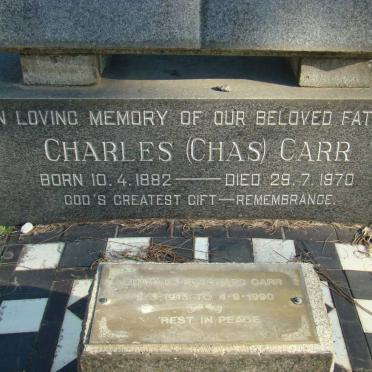 N LOVING MEMORY OF OUR BELOVED FAT
CHARLES (CHAS) CARR
BORN 10.4.1882 — DIED 29.7.1970
GOD'S GREATEST GIFT — REMEMBRANCE.
CARR
1913 TO 4-9-1990
REST IN PEACE